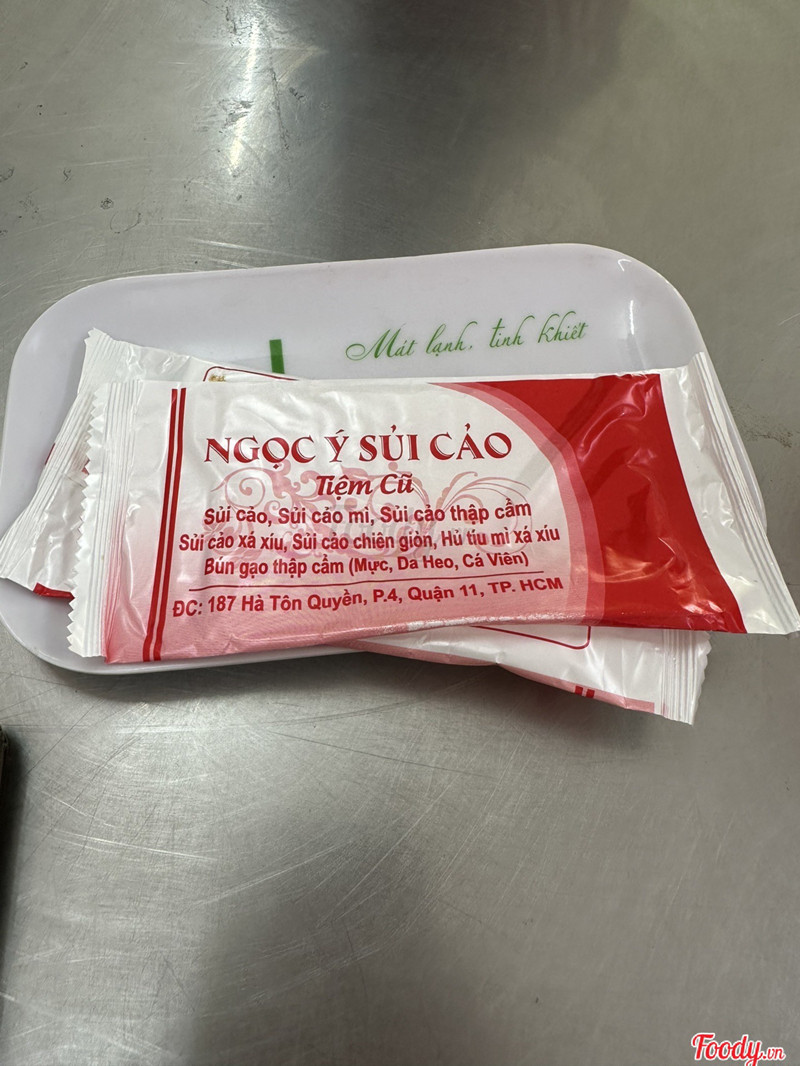 Mát lạnh, tinh khiết
NGỌC Ý SỦI CẢO
Tiệm Cũ
Sủi cảo, Sủi cảo mì, Sủi cảo thập cẩm
Sủi cảo xá xíu, Sủi cảo chiên giòn, Hủ tiu mì xá xíu
Bún gạo thập cẩm (Mực, Da Heo, Cá Viên)
ĐC: 187 Hà Tôn Quyền, P.4, Quận 11, TP. HCM
Foody.vn